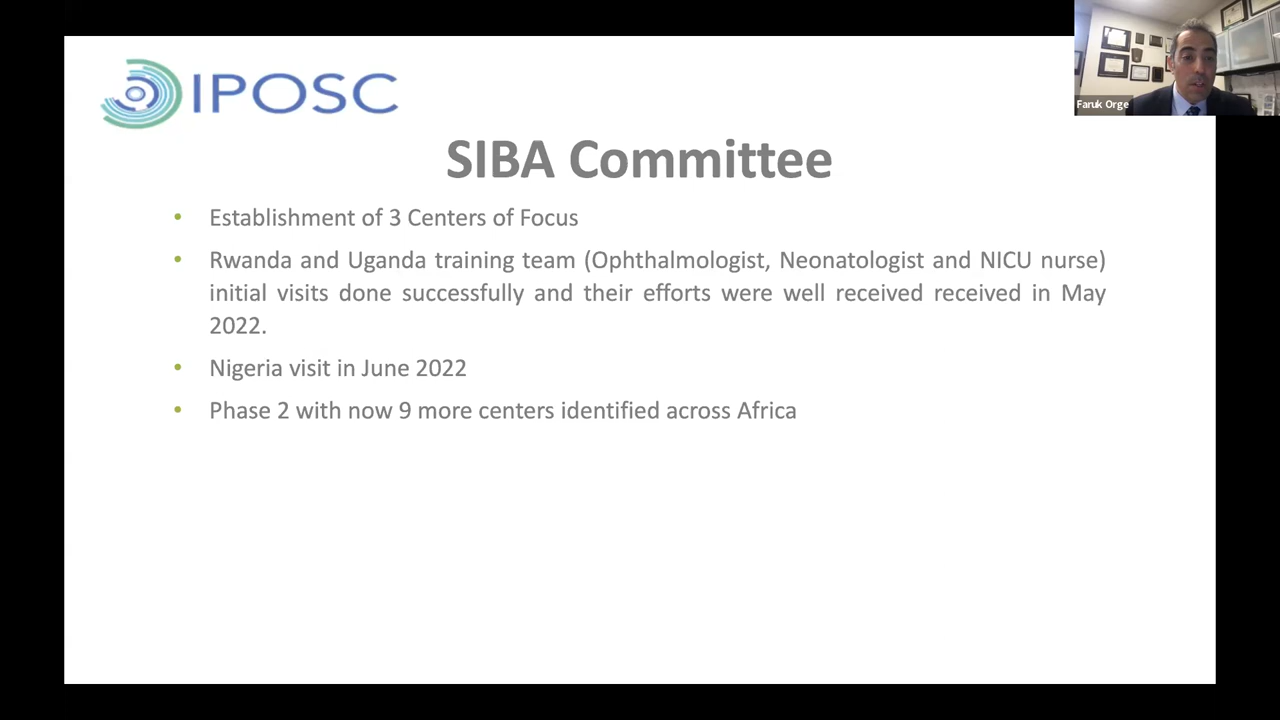 IPOSC
Faruk Orge
SIBA Committee
• Establishment of 3 Centers of Focus
• Rwanda and Uganda training team (Ophthalmologist, Neonatologist and NICU nurse)
initial visits done successfully and their efforts were well received received in May
2022.
• Nigeria visit in June 2022
• Phase 2 with now 9 more centers identified across Africa